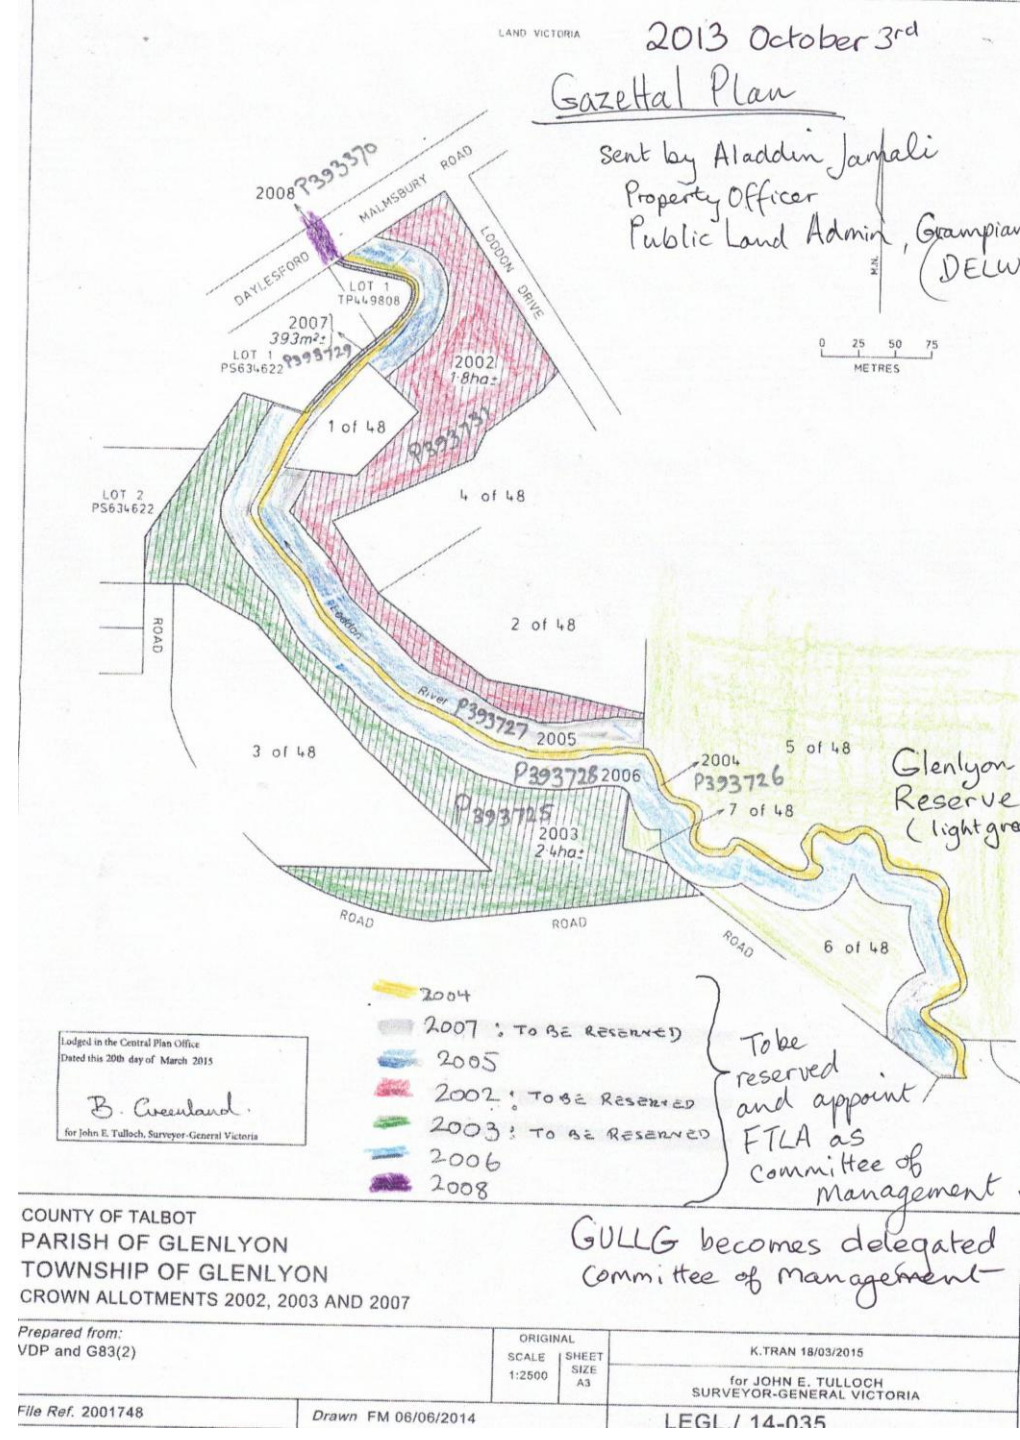 LAND VICTORIA
2013 October 3rd
Gazettal Plan
sent by Aladdin Jamali
Property Officer
Public Land Admin, Grampian
(DELW
M.N.
0 25 50 75
METRES
2008 P393370
DAYLESFORD MALMSBURY ROAD
LODDON DRIVE
LOT 1
TP449808
2007
393m²±
P393729
LOT 1
PS634622
2002
1·8ha±
P393731
1 of 48
4 of 48
LOT 2
PS634622
ROAD
2 of 48
Loddon
River
P393727 2005
P393728 2006
2004
P393726
5 of 48
Glenlyon
Reserve
(lightgre
7 of 48
3 of 48
P393725
2003
2·4ha±
6 of 48
ROAD
ROAD
ROAD
2004
2007 : TO BE RESERVED
2005
2002 : TO BE RESERVED
2003 : TO BE RESERVED
2006
2008
To be
reserved
and appoint
FTLA as
committee of
management.
Lodged in the Central Plan Office
Dated this 20th day of March 2015
B. Greenland.
for John E. Tulloch, Surveyor-General Victoria
GULLG becomes delegated
committee of management
COUNTY OF TALBOT
PARISH OF GLENLYON
TOWNSHIP OF GLENLYON
CROWN ALLOTMENTS 2002, 2003 AND 2007
Prepared from:
VDP and G83(2)
ORIGINAL
SCALE
1:2500
SHEET
SIZE
A3
K.TRAN 18/03/2015
for JOHN E. TULLOCH
SURVEYOR-GENERAL VICTORIA
File Ref. 2001748
Drawn FM 06/06/2014
LEGL / 14-035